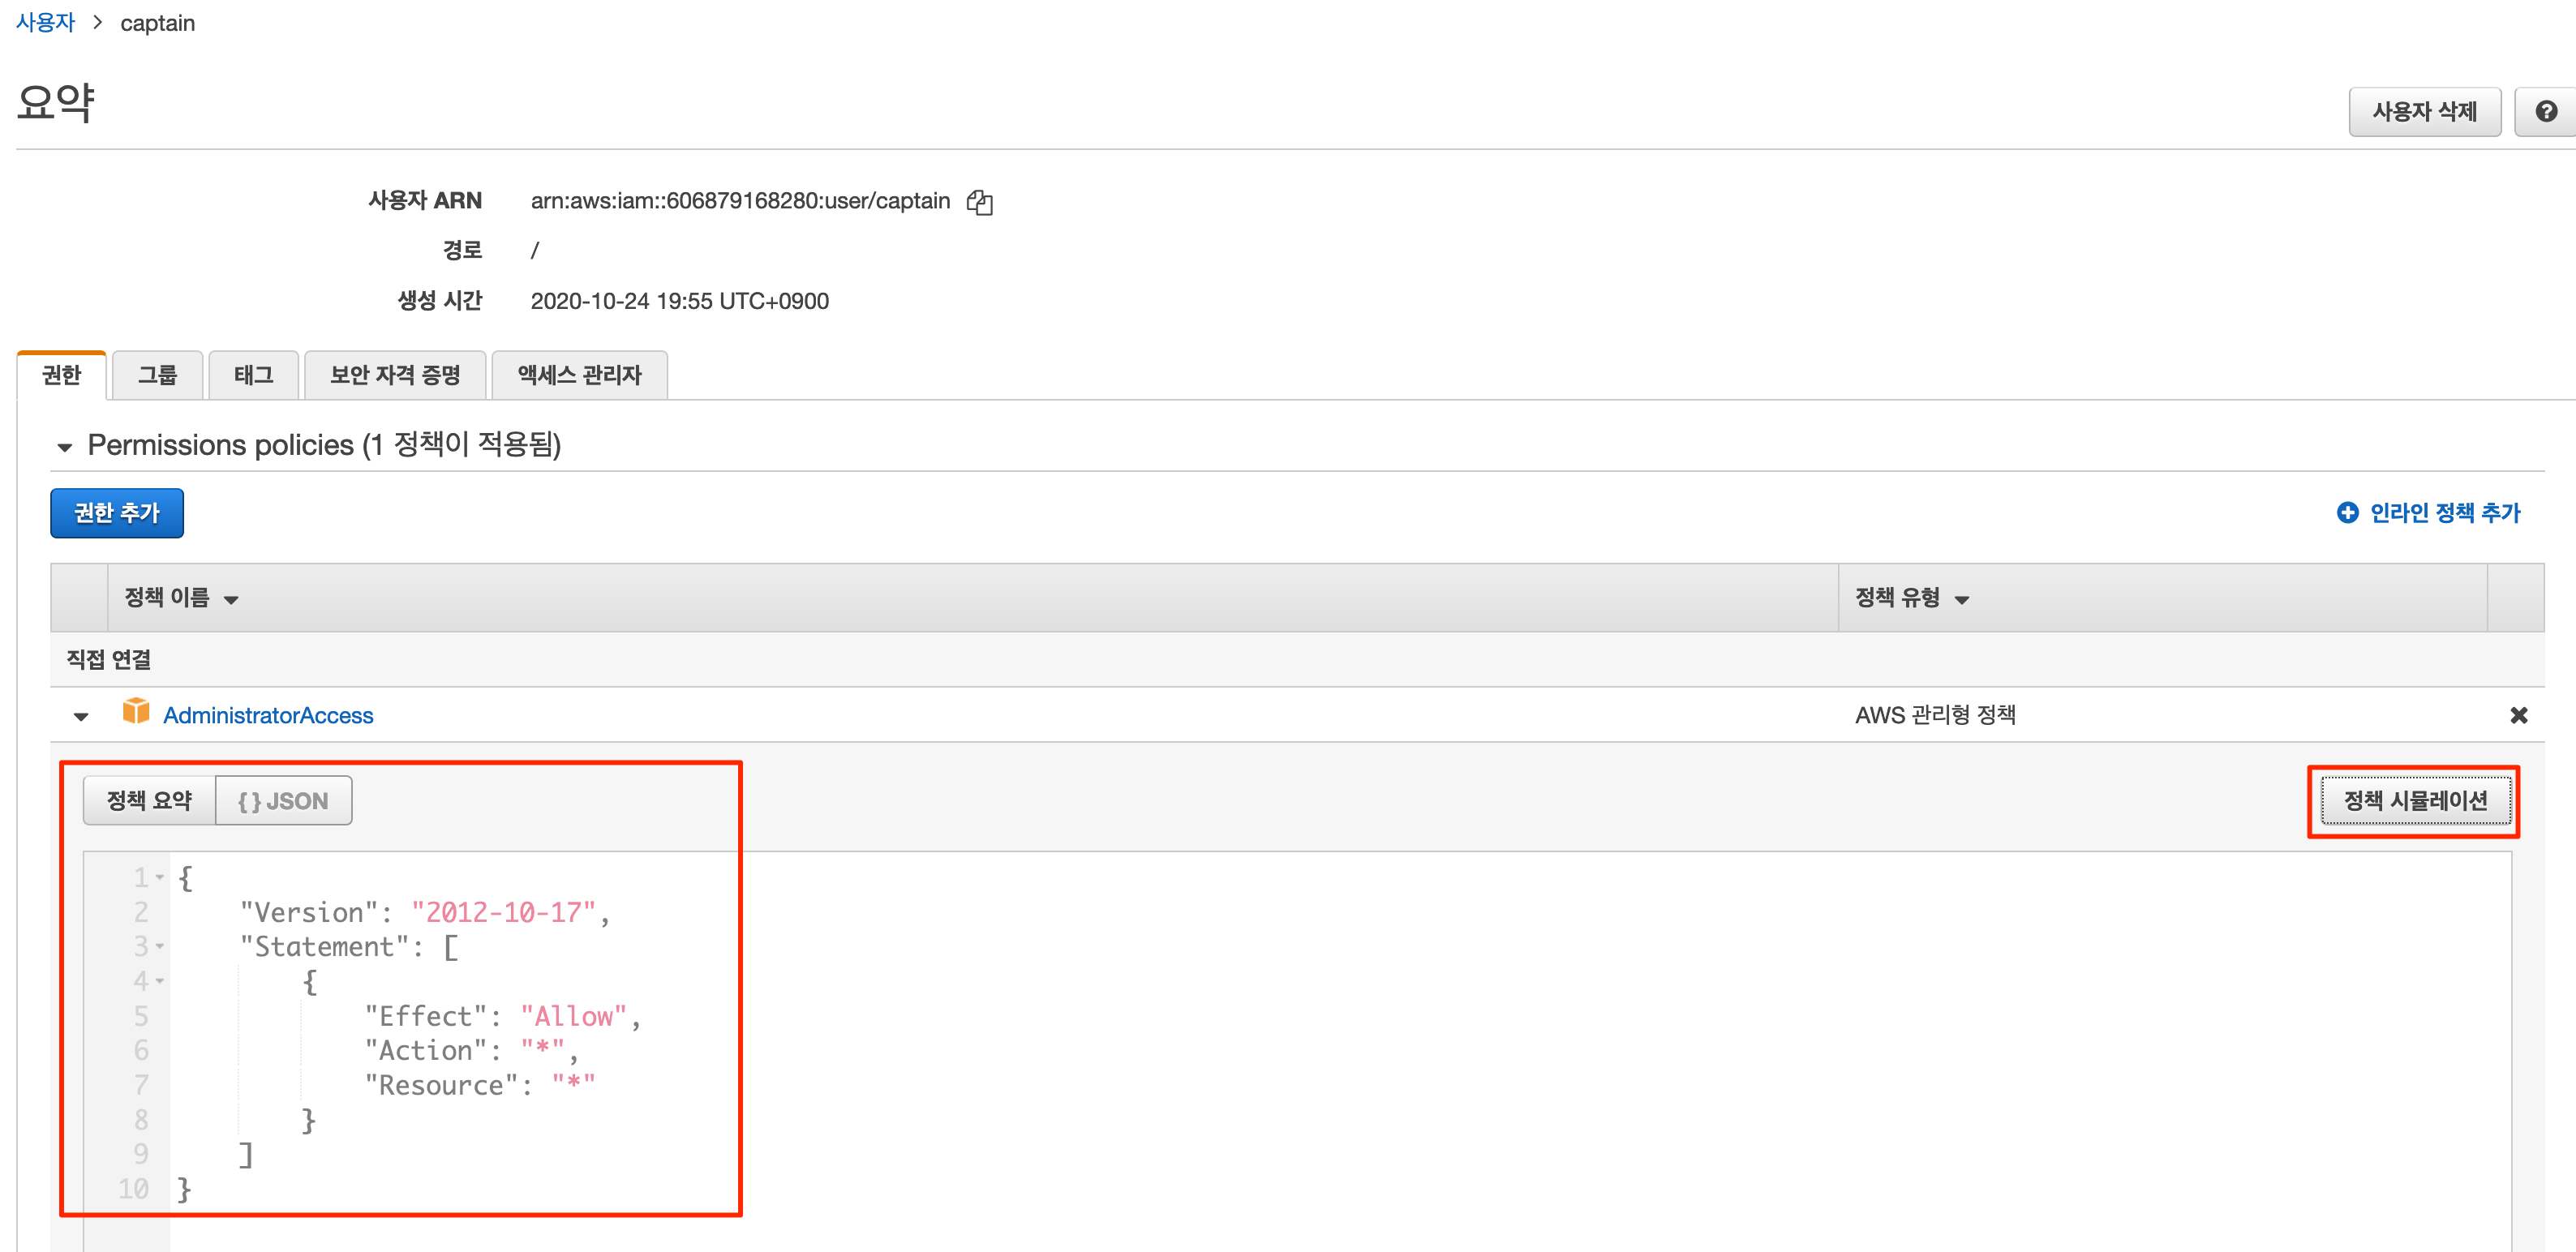 사용자 > captain
요약
사용자 삭제
사용자 ARN arn:aws:iam::606879168280:user/captain
경로 /
생성 시간 2020-10-24 19:55 UTC+0900
권한 그룹 태그 보안 자격 증명 액세스 관리자
Permissions policies (1 정책이 적용됨)
권한 추가 인라인 정책 추가
정책 이름 정책 유형
직접 연결
AdministratorAccess AWS 관리형 정책
정책 요약 {} JSON 정책 시뮬레이션
1 {
2 "Version": "2012-10-17",
3 "Statement": [
4 {
5 "Effect": "Allow",
6 "Action": "*",
7 "Resource": "*"
8 }
9 ]
10 }